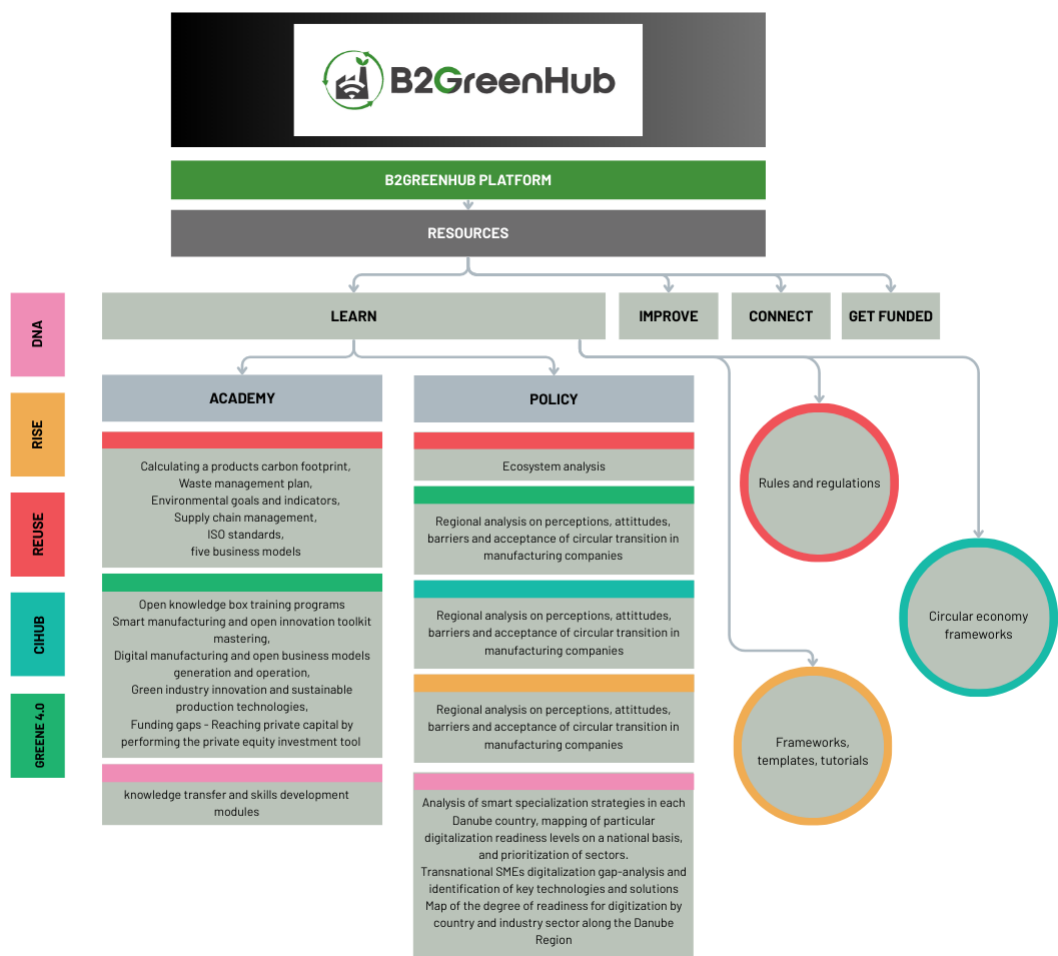 B2GreenHub
B2GREENHUB PLATFORM
RESOURCES
LEARN
IMPROVE
CONNECT
GET FUNDED
DNA
RISE
REUSE
CIHUB
GREENE 4.0
ACADEMY
Calculating a products carbon footprint,
Waste management plan,
Environmental goals and indicators,
Supply chain management,
ISO standards,
five business models
Open knowledge box training programs
Smart manufacturing and open innovation toolkit
mastering,
Digital manufacturing and open business models
generation and operation,
Green industry innovation and sustainable
production technologies,
Funding gaps - Reaching private capital by
performing the private equity investment tool
knowledge transfer and skills development
modules
POLICY
Ecosystem analysis
Regional analysis on perceptions, attitudes,
barriers and acceptance of circular transition in
manufacturing companies
Regional analysis on perceptions, attitudes,
barriers and acceptance of circular transition in
manufacturing companies
Regional analysis on perceptions, attitudes,
barriers and acceptance of circular transition in
manufacturing companies
Analysis of smart specialization strategies in each
Danube country, mapping of particular
digitalization readiness levels on a national basis,
and prioritization of sectors.
Transnational SMEs digitalization gap-analysis and
identification of key technologies and solutions
Map of the degree of readiness for digitization by
country and industry sector along the Danube
Region
Rules and regulations
Circular economy
frameworks
Frameworks,
templates, tutorials